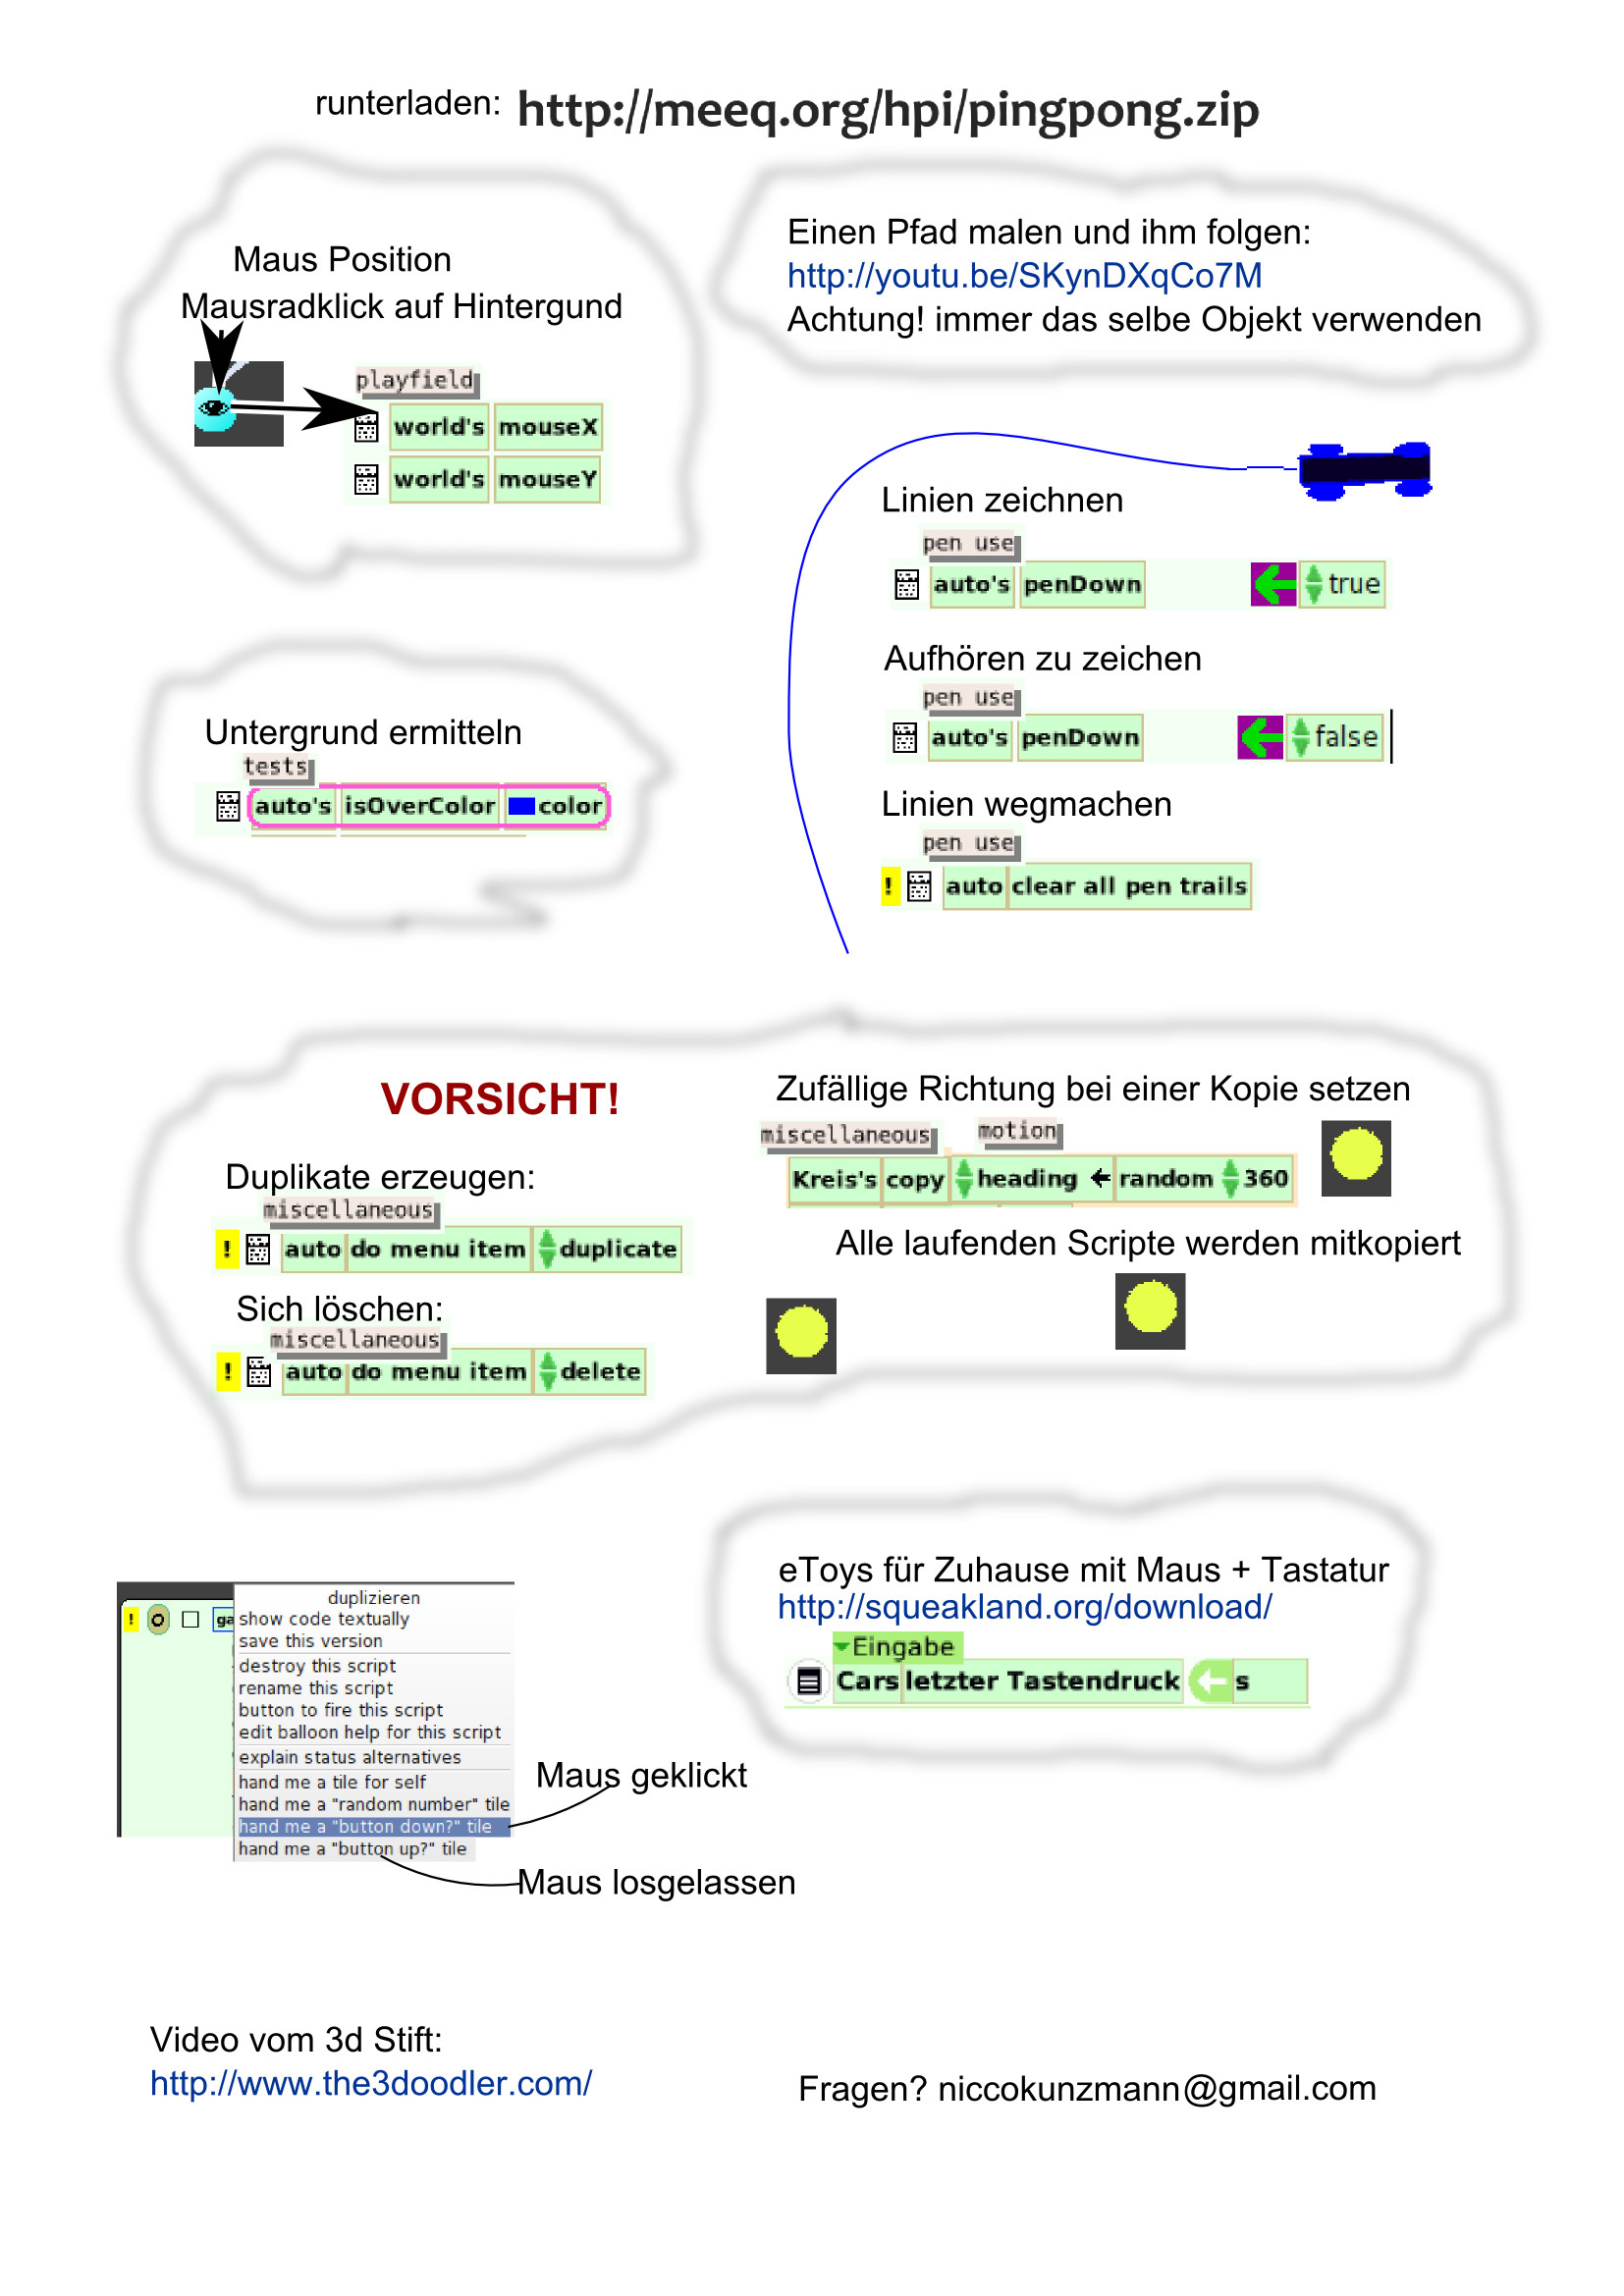 runterladen: http://meeq.org/hpi/pingpong.zip
Maus Position
Mausradklick auf Hintergund
playfield
world's mouseX
world's mouseY
Einen Pfad malen und ihm folgen:
http://youtu.be/SKynDXqCo7M
Achtung! immer das selbe Objekt verwenden
Linien zeichnen
pen use
auto's penDown true
Aufhören zu zeichen
pen use
auto's penDown false
Linien wegmachen
pen use
! auto clear all pen trails
Untergrund ermitteln
tests
auto's isOverColor color
VORSICHT!
Duplikate erzeugen:
miscellaneous
! auto do menu item duplicate
Sich löschen:
miscellaneous
! auto do menu item delete
Zufällige Richtung bei einer Kopie setzen
miscellaneous motion
Kreis's copy heading ← random 360
Alle laufenden Scripte werden mitkopiert
eToys für Zuhause mit Maus + Tastatur
http://squeakland.org/download/
Eingabe
Cars letzter Tastendruck ← s
! ga
duplizieren
show code textually
save this version
destroy this script
rename this script
button to fire this script
edit balloon help for this script
explain status alternatives
hand me a tile for self
hand me a "random number" tile
hand me a "button down?" tile
hand me a "button up?" tile
Maus geklickt
Maus losgelassen
Video vom 3d Stift:
http://www.the3doodler.com/
Fragen? niccokunzmann@gmail.com